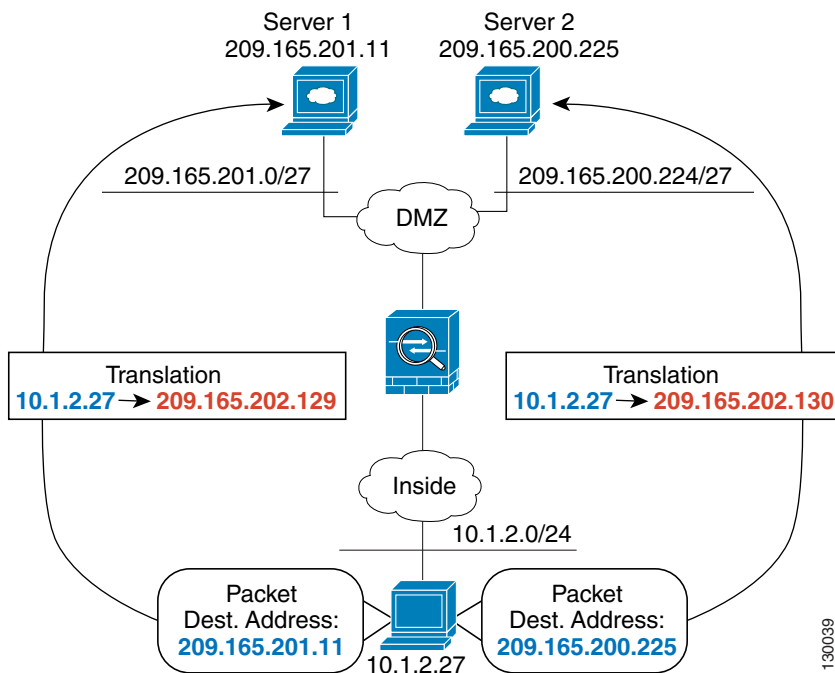 Server 1
209.165.201.11
Server 2
209.165.200.225
209.165.201.0/27
209.165.200.224/27
DMZ
Translation
10.1.2.27 209.165.202.129
Translation
10.1.2.27 209.165.202.130
Inside
10.1.2.0/24
Packet
Dest. Address:
209.165.201.11
Packet
Dest. Address:
209.165.200.225
10.1.2.27
130039